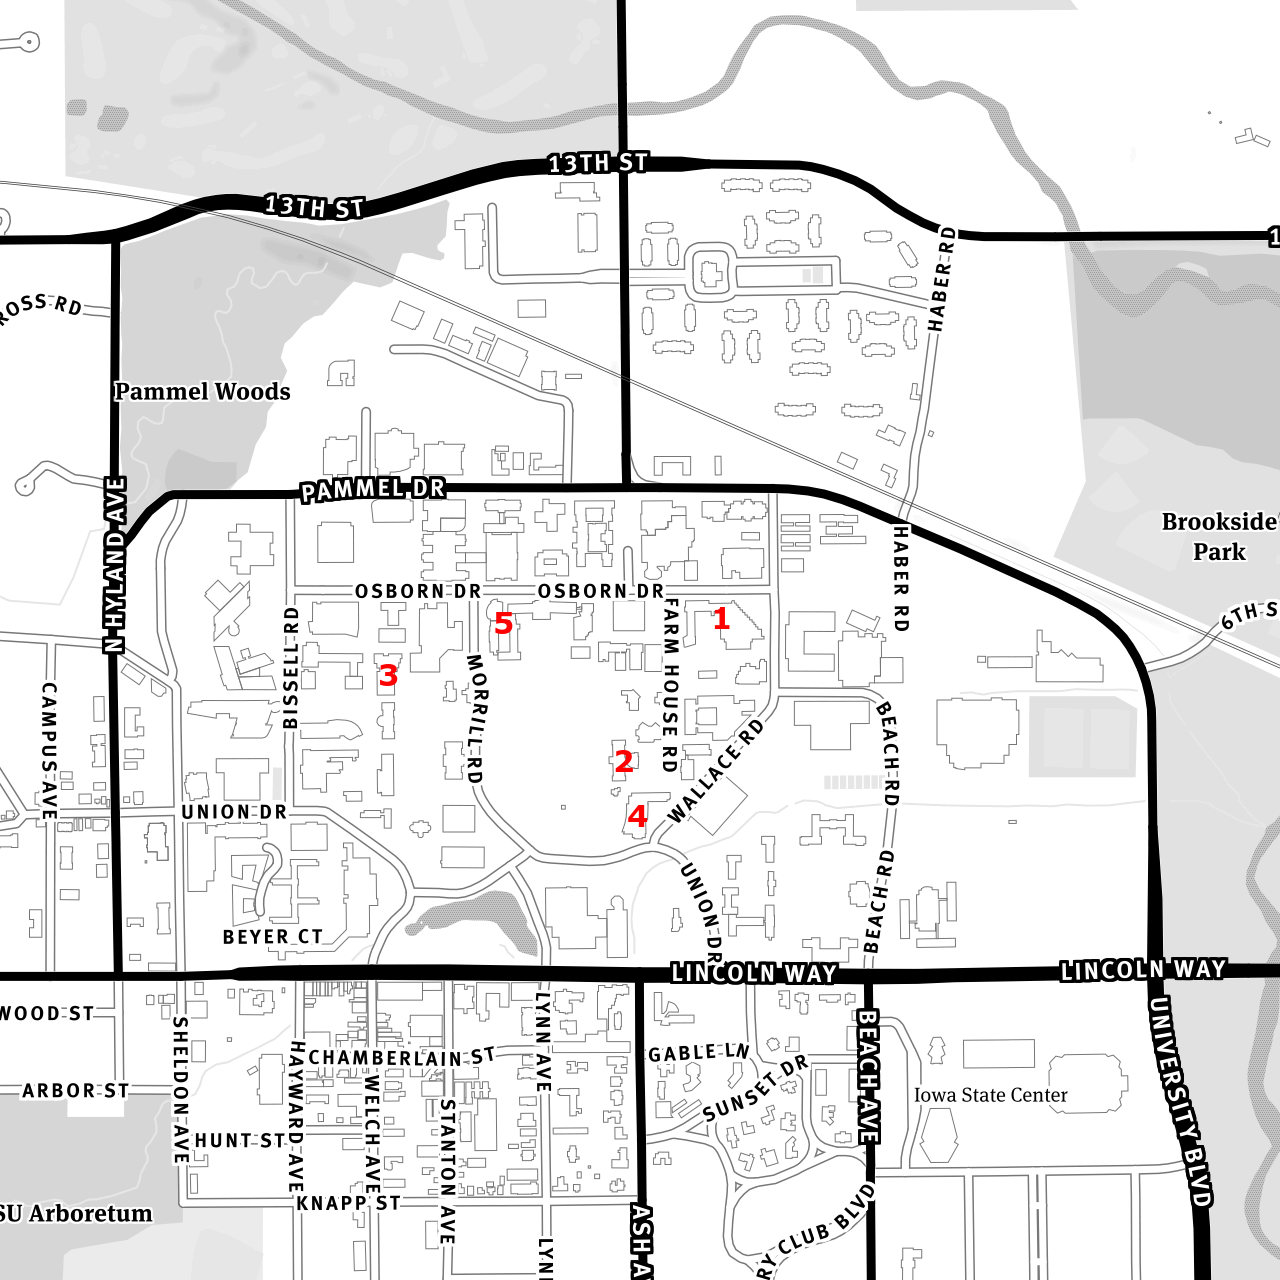 13TH ST
13TH ST
1
HABER RD
ROSS RD
Pammel Woods
PAMMEL DR
N HYLAND AVE
Brookside
Park
HABER RD
OSBORN DR
OSBORN DR
6TH S
1
5
3
2
4
BISSELL RD
MORRILL RD
FARM HOUSE RD
CAMPUS AVE
WALLACE RD
BEACH RD
UNION DR
BEACH RD
UNION DR
BEYER CT
LINCOLN WAY
LINCOLN WAY
WOOD ST
SHELDON AVE
HAYWARD AVE
CHAMBERLAIN ST
WELCH AVE
STANTON AVE
LYNN AVE
GABLE LN
SUNSET DR
BEACH AVE
Iowa State Center
UNIVERSITY BLVD
ARBOR ST
HUNT ST
KNAPP ST
SU Arboretum
ASH A
LYNN
RY CLUB BLVD